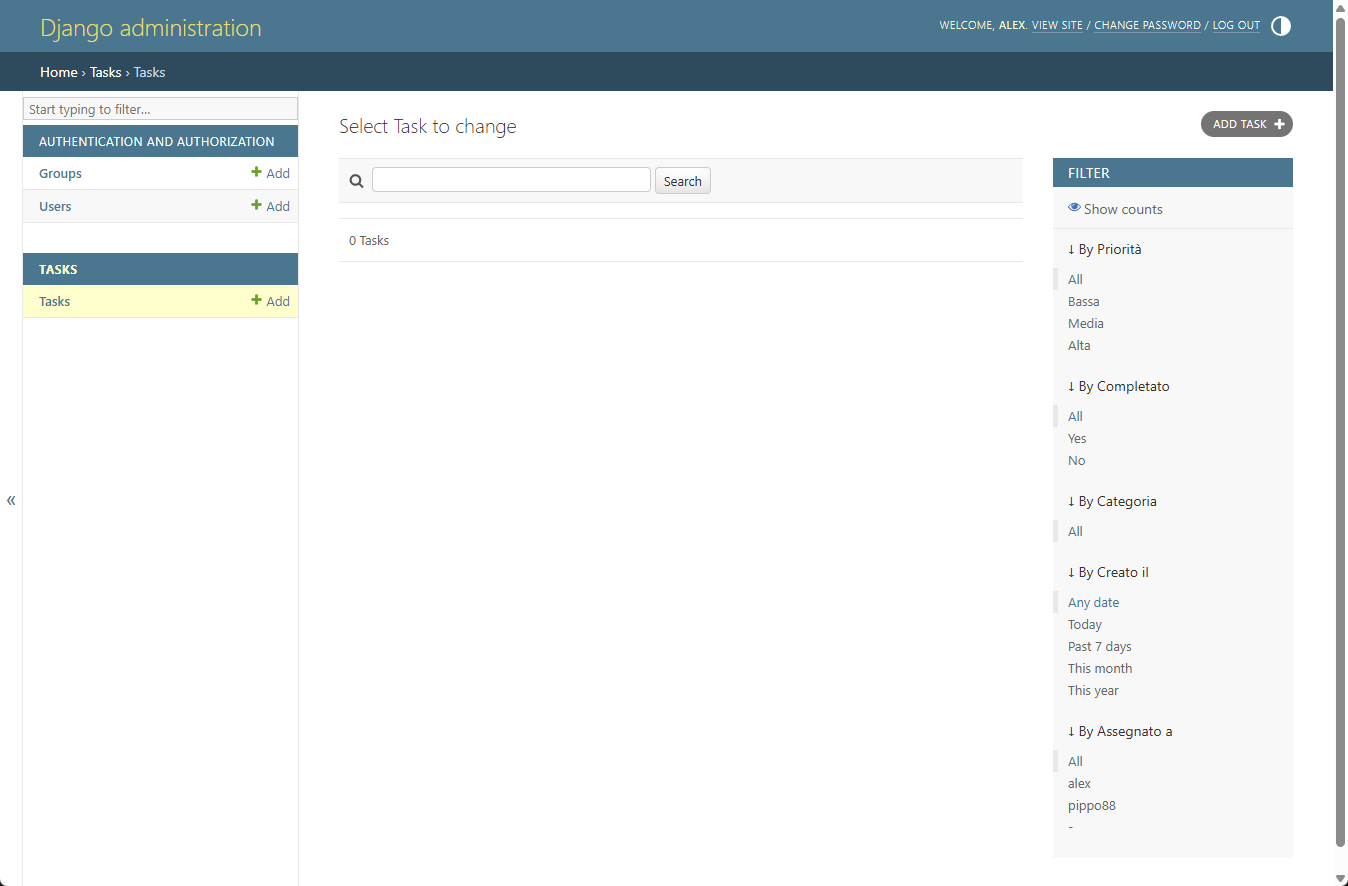 Django administration
WELCOME, ALEX. VIEW SITE / CHANGE PASSWORD / LOG OUT
Home › Tasks › Tasks
Start typing to filter...
AUTHENTICATION AND AUTHORIZATION
Groups Add
Users Add
TASKS
Tasks Add
«
Select Task to change
ADD TASK
Search
0 Tasks
FILTER
Show counts
↓ By Priorità
All
Bassa
Media
Alta
↓ By Completato
All
Yes
No
↓ By Categoria
All
↓ By Creato il
Any date
Today
Past 7 days
This month
This year
↓ By Assegnato a
All
alex
pippo88
-